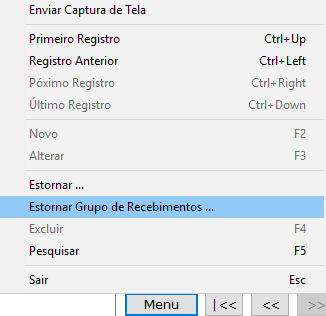 Enviar Captura de Tela
Primeiro Registro Ctrl+Up
Registro Anterior Ctrl+Left
Póximo Registro Ctrl+Right
Último Registro Ctrl+Down
Novo F2
Alterar F3
Estornar ...
Estornar Grupo de Recebimentos ...
Excluir F4
Pesquisar F5
Sair Esc
Menu |<< << >>